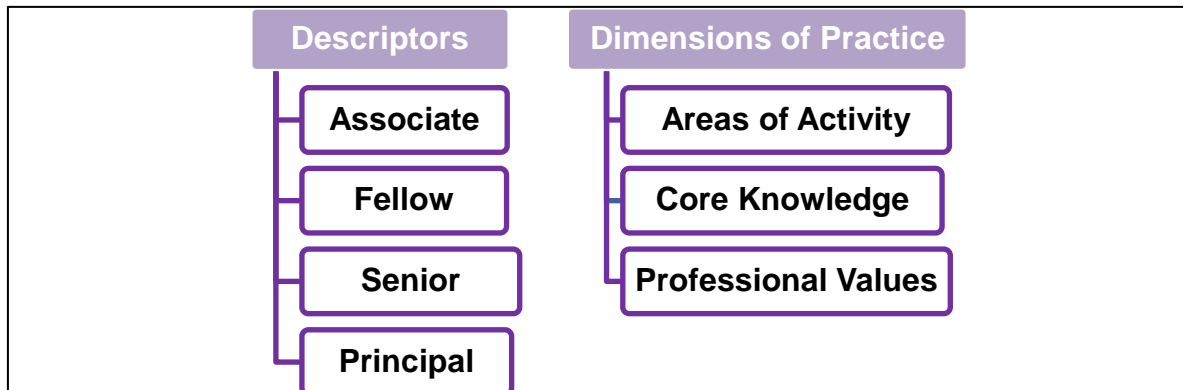 Descriptors
Associate
Fellow
Senior
Principal
Dimensions of Practice
Areas of Activity
Core Knowledge
Professional Values